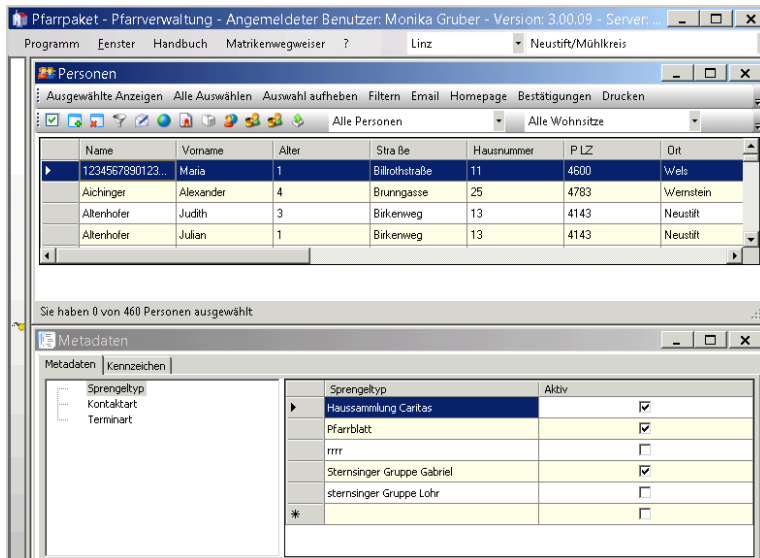 Pfarrpaket - Pfarrverwaltung - Angemeldeter Benutzer: Monika Gruber - Version: 3.00.09 - Server: ...
Programm Fenster Handbuch Matrikenwegweiser ? Linz Neustift/Mühlkreis
Personen
Ausgewählte Anzeigen Alle Auswählen Auswahl aufheben Filtern Email Homepage Bestätigungen Drucken
Alle Personen Alle Wohnsitze
Name Vorname Alter Stra ße Hausnummer P LZ Ort
1234567890123... Maria 1 Billrothstraße 11 4600 Wels
Aichinger Alexander 4 Brunngasse 25 4783 Wernstein
Altenhofer Judith 3 Birkenweg 13 4143 Neustift
Altenhofer Julian 1 Birkenweg 13 4143 Neustift
Sie haben 0 von 460 Personen ausgewählt
Metadaten
Metadaten Kennzeichen
Sprengeltyp
Kontaktart
Terminart
Sprengeltyp Aktiv
Haussammlung Caritas
Pfarrblatt
rrrr
Sternsinger Gruppe Gabriel
sternsinger Gruppe Lohr